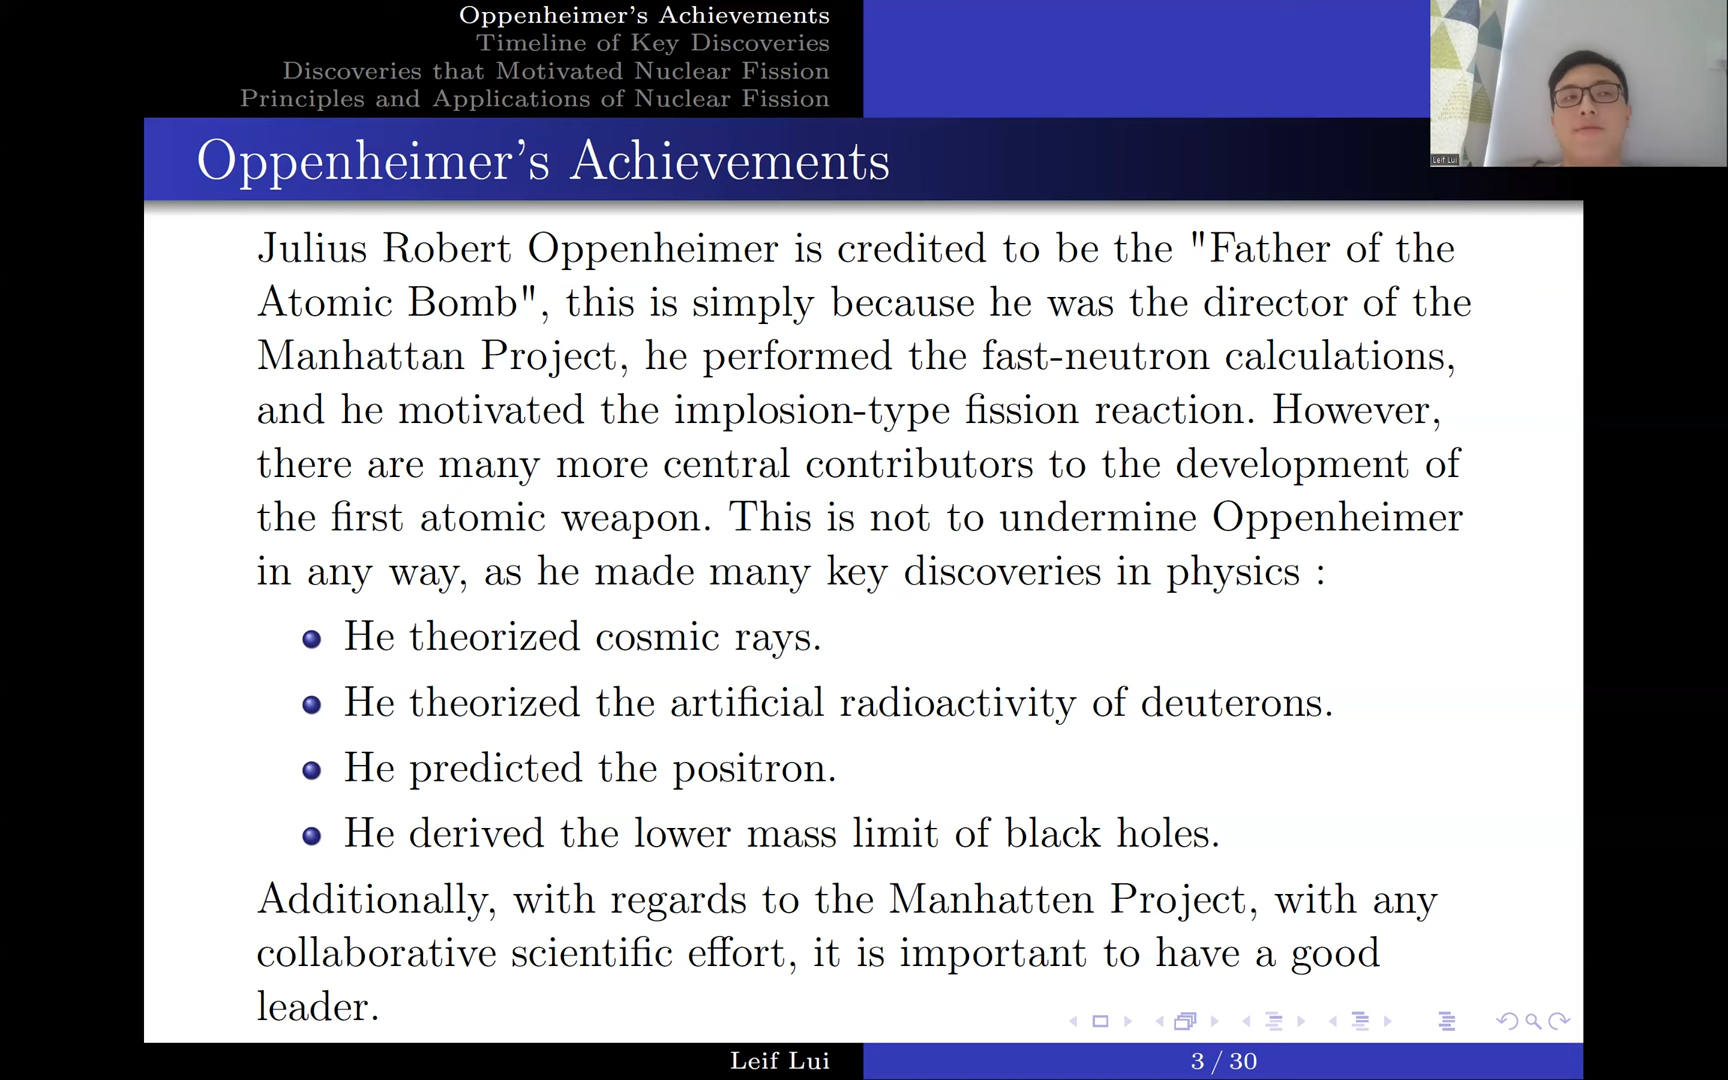 Oppenheimer's Achievements
Timeline of Key Discoveries
Discoveries that Motivated Nuclear Fission
Principles and Applications of Nuclear Fission
Leif Lui
Oppenheimer's Achievements
Julius Robert Oppenheimer is credited to be the "Father of the
Atomic Bomb", this is simply because he was the director of the
Manhattan Project, he performed the fast-neutron calculations,
and he motivated the implosion-type fission reaction. However,
there are many more central contributors to the development of
the first atomic weapon. This is not to undermine Oppenheimer
in any way, as he made many key discoveries in physics :
He theorized cosmic rays.
He theorized the artificial radioactivity of deuterons.
He predicted the positron.
He derived the lower mass limit of black holes.
Additionally, with regards to the Manhatten Project, with any
collaborative scientific effort, it is important to have a good
leader.
Leif Lui
3 / 30